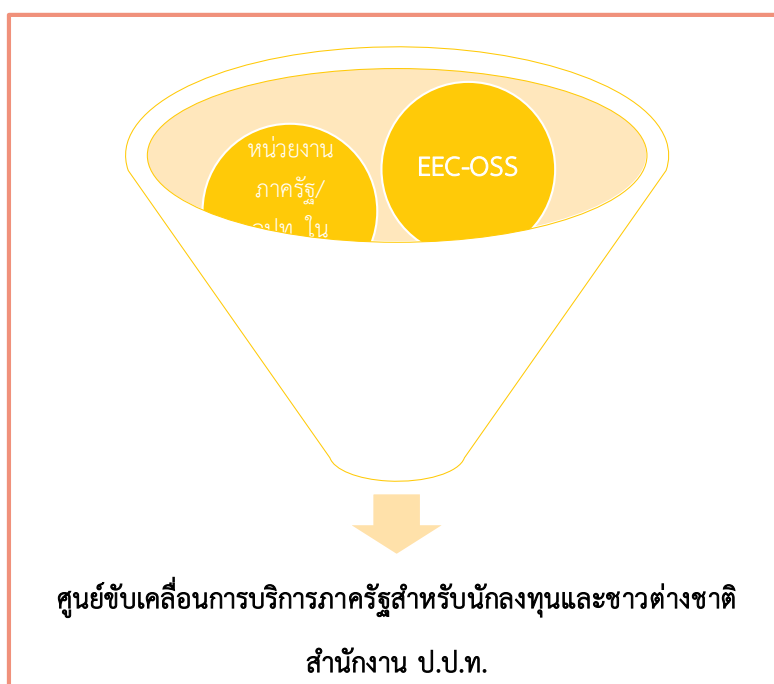 หน่วยงาน
ภาครัฐ/
ใน
EEC-OSS
ศูนย์ขับเคลื่อนการบริการภาครัฐสำหรับนักลงทุนและชาวต่างชาติ
สำนักงาน ป.ป.ท.